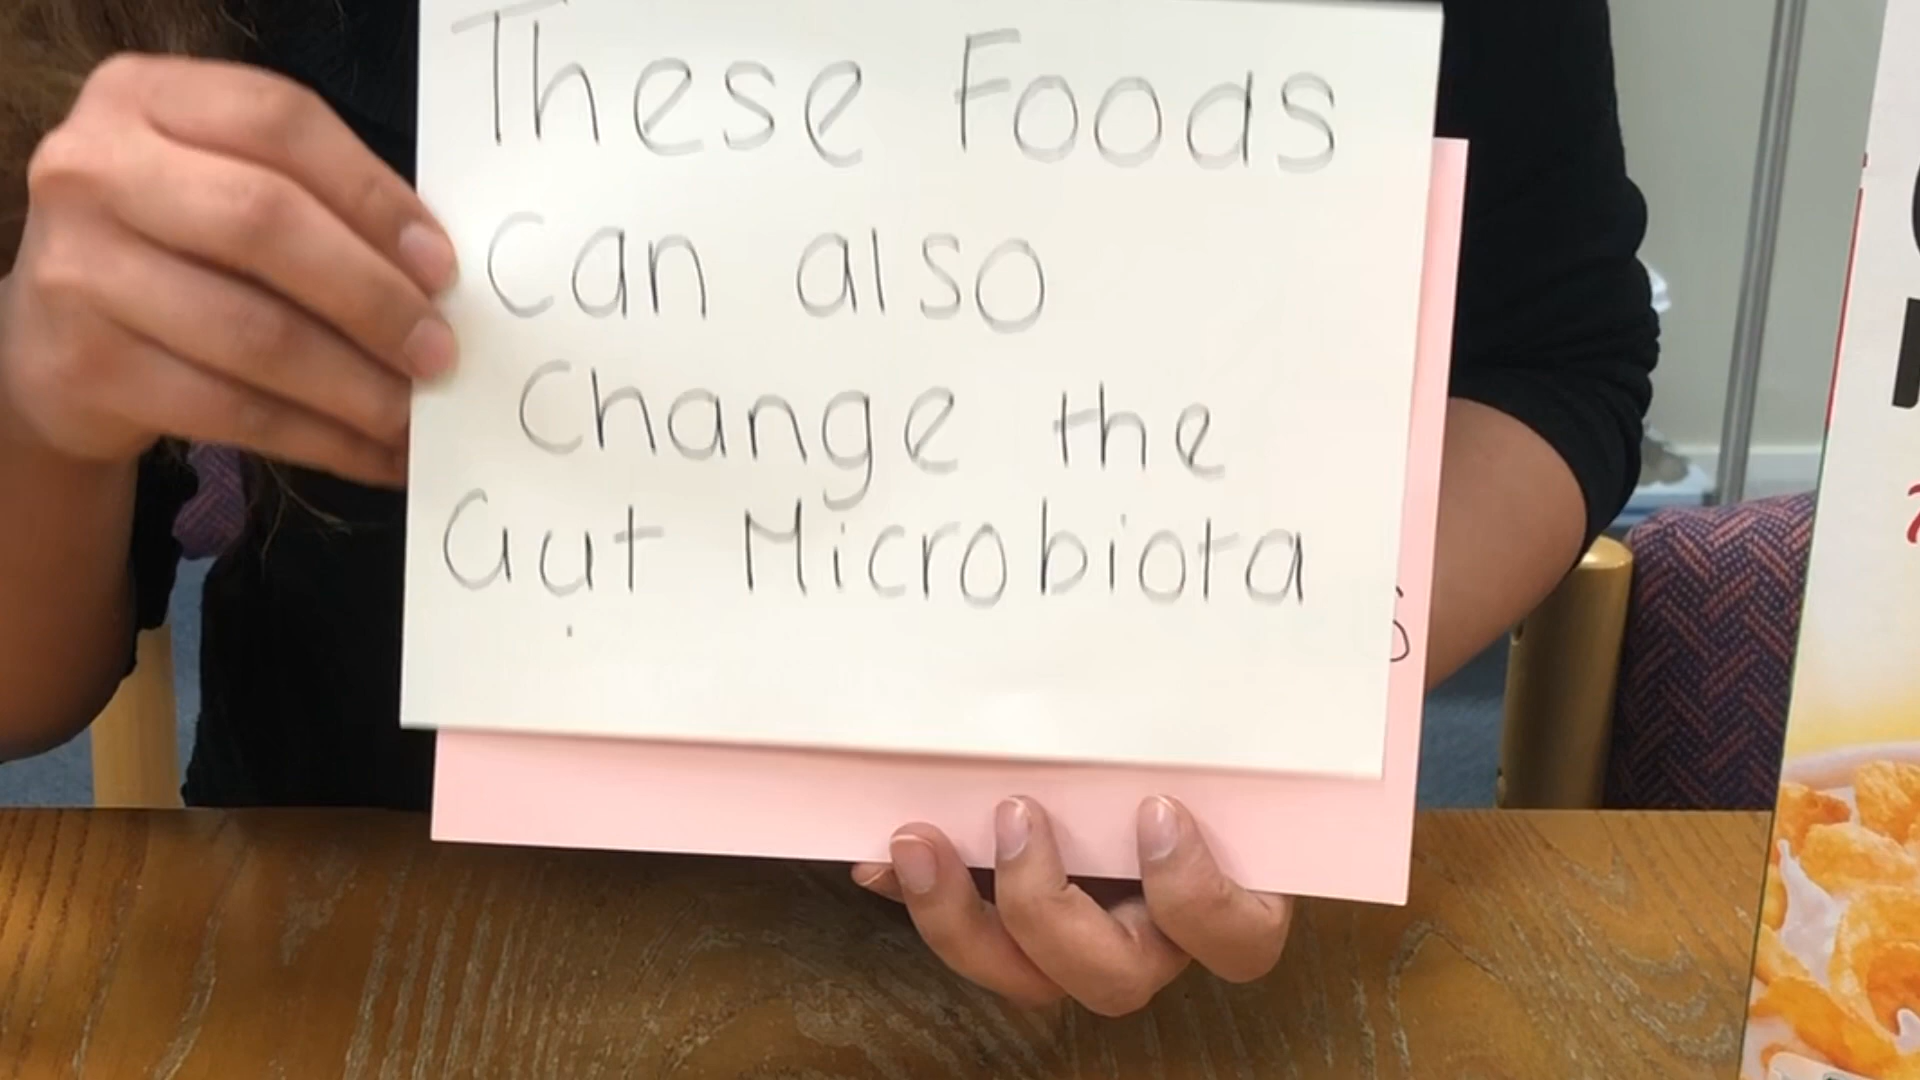 These Foods
Can also
Change the
Gut Microbiota